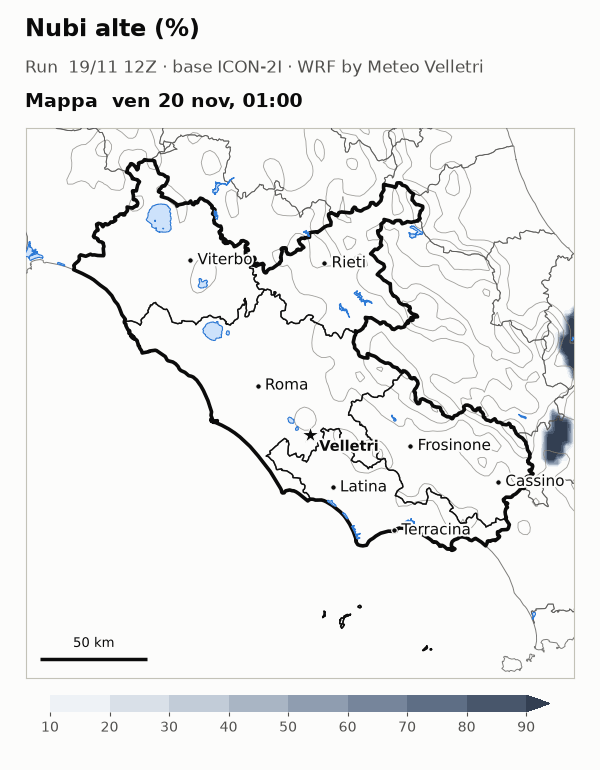 Nubi alte (%)
Run  19/11 12Z · base ICON-2I · WRF by Meteo Velletri
Mappa  ven 20 nov, 01:00
Viterbo
Rieti
Roma
Velletri
Frosinone
Latina
Cassino
Terracina
50 km
10 20 30 40 50 60 70 80 90